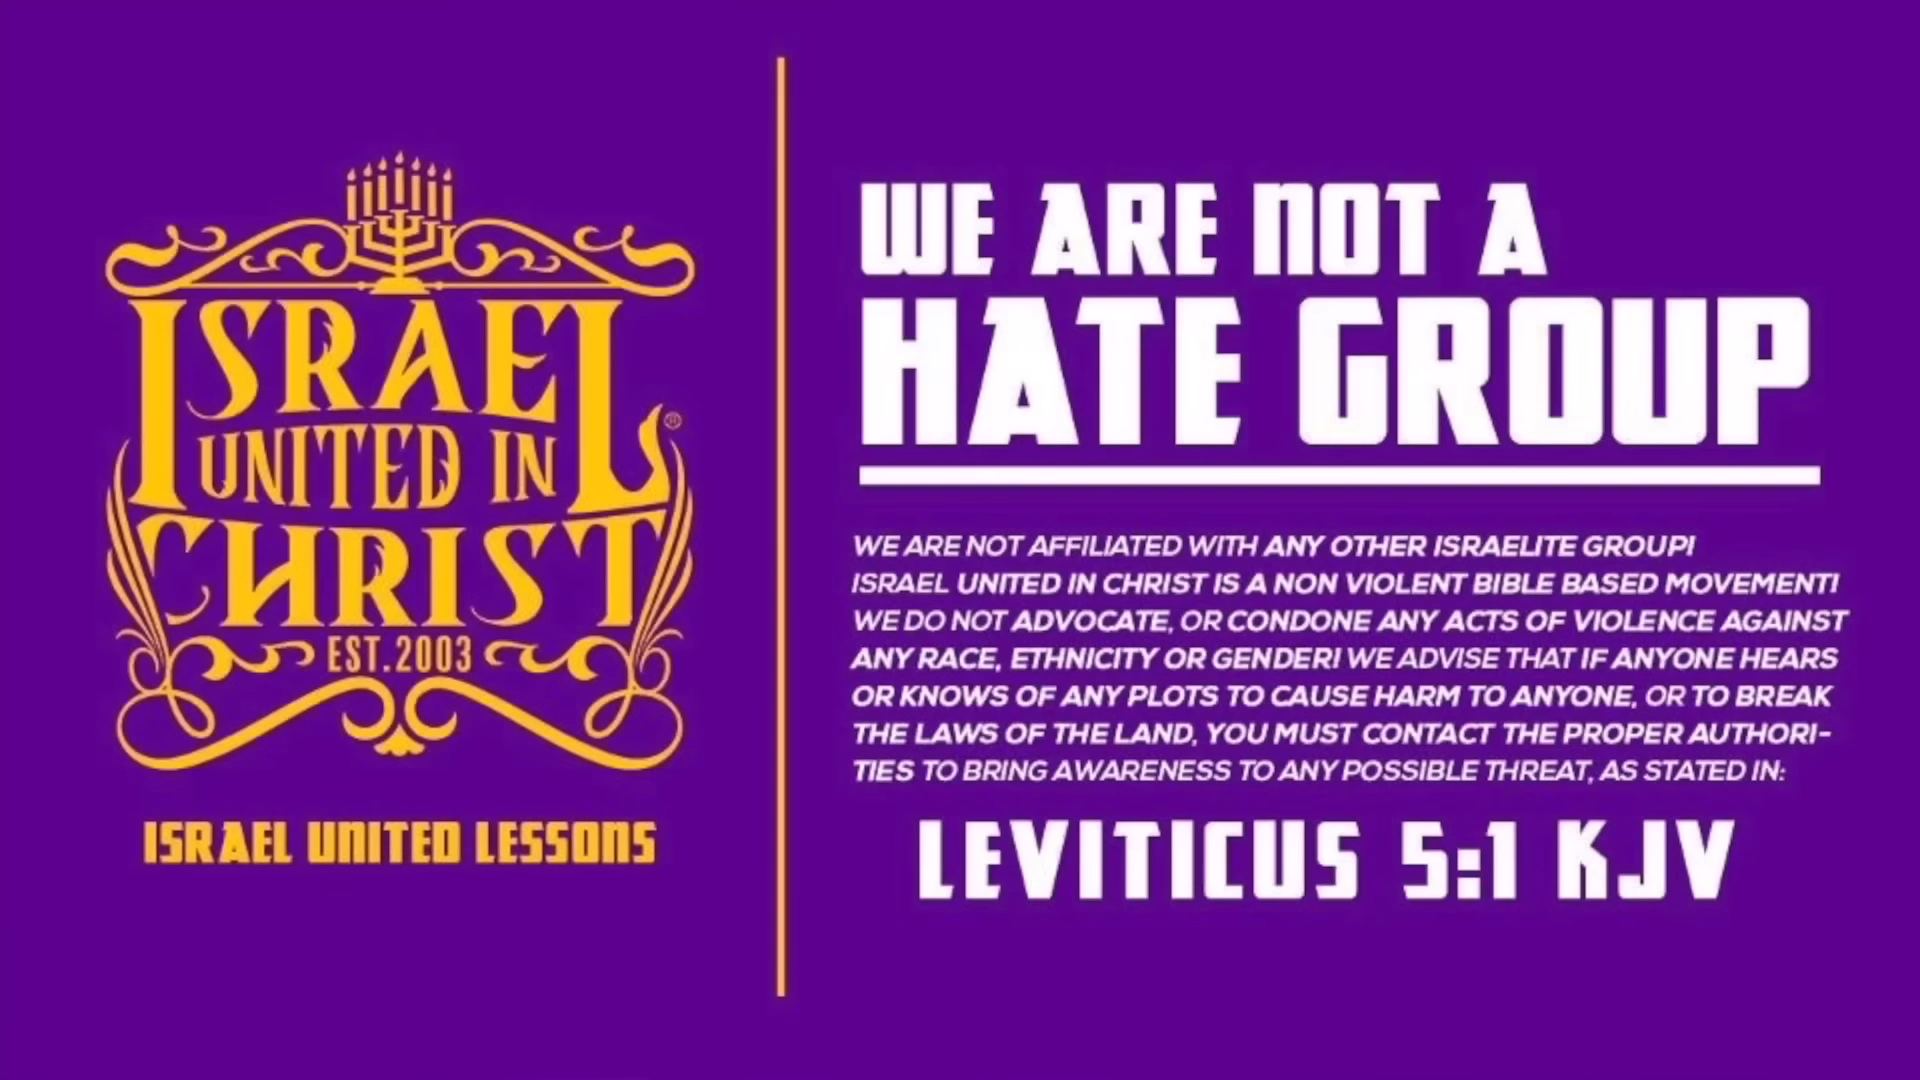 ISRAEL
UNITED IN
CHRIST
®
EST.2003
ISRAEL UNITED LESSONS
WE ARE NOT A
HATE GROUP
WE ARE NOT AFFILIATED WITH ANY OTHER ISRAELITE GROUP!
ISRAEL UNITED IN CHRIST IS A NON VIOLENT BIBLE BASED MOVEMENT!
WE DO NOT ADVOCATE, OR CONDONE ANY ACTS OF VIOLENCE AGAINST
ANY RACE, ETHNICITY OR GENDER! WE ADVISE THAT IF ANYONE HEARS
OR KNOWS OF ANY PLOTS TO CAUSE HARM TO ANYONE, OR TO BREAK
THE LAWS OF THE LAND, YOU MUST CONTACT THE PROPER AUTHORI-
TIES TO BRING AWARENESS TO ANY POSSIBLE THREAT, AS STATED IN:
LEVITICUS 5:1 KJV